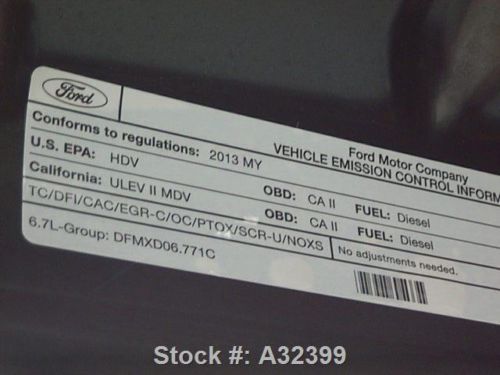 Ford
Ford Motor Company
VEHICLE EMISSION CONTROL INFORM
Conforms to regulations: 2013 MY
U.S. EPA: HDV OBD: CA II FUEL: Diesel
California: ULEV II MDV OBD: CA II FUEL: Diesel
TC/DFI/CAC/EGR-C/OC/PTOX/SCR-U/NOXS No adjustments needed.
6.7L-Group: DFMXD06.771C
Stock #: A32399